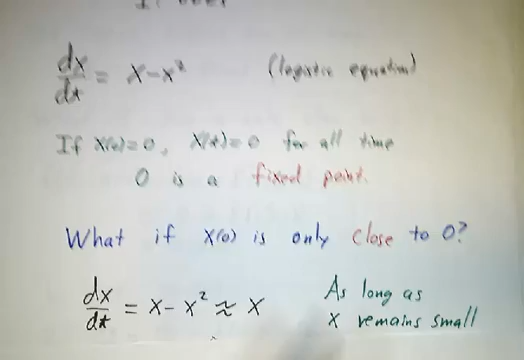 dx/dt = x-x² (logistic equation)
If x(0)=0, x(t)=0 for all time
0 is a fixed point.
What if x(0) is only close to 0?
dx/dt = x-x² ≈ x As long as
x remains small